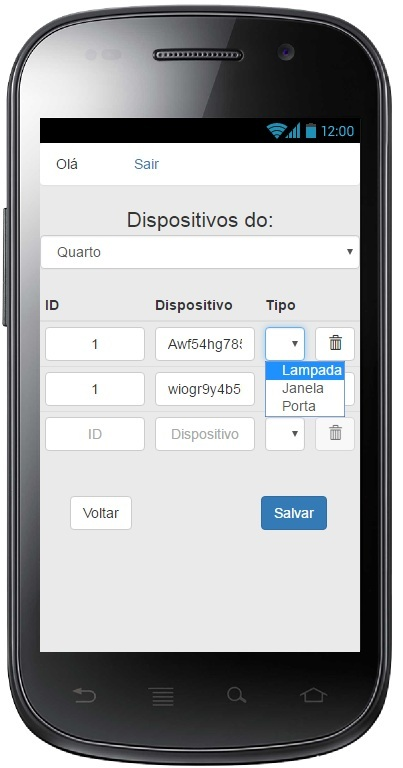 12:00
Olá Sair
Dispositivos do:
Quarto
ID Dispositivo Tipo
1 Awf54hg785
1 wiogr9y4b5
Lampada
Janela
Porta
ID Dispositivo
Voltar Salvar